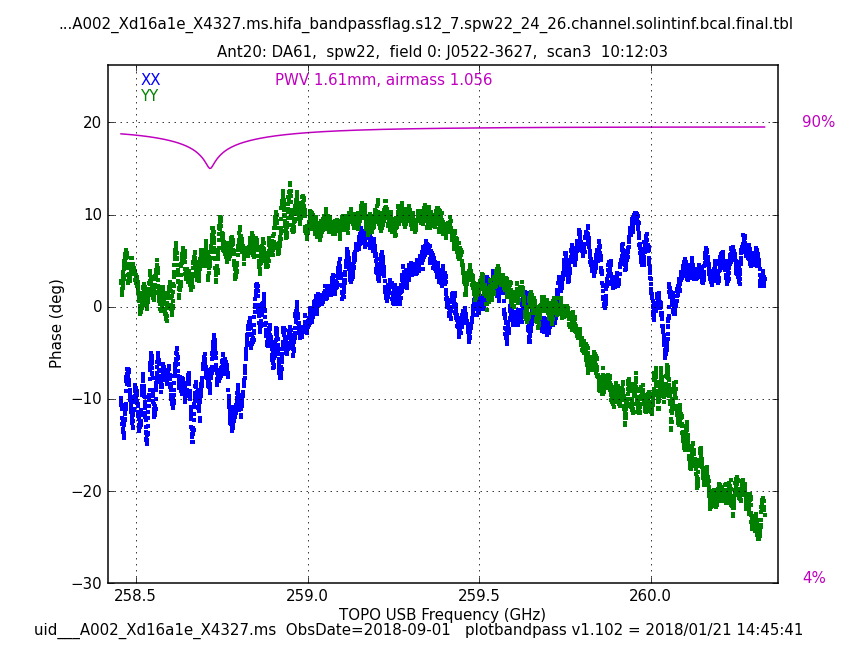 ...A002_Xd16a1e_X4327.ms.hifa_bandpassflag.s12_7.spw22_24_26.channel.solintinf.bcal.final.tbl
Ant20: DA61,  spw22,  field 0: J0522-3627,  scan3  10:12:03
XX
YY
PWV 1.61mm, airmass 1.056
90%
4%
Phase (deg)
20
10
0
−10
−20
−30
258.5 259.0 259.5 260.0
TOPO USB Frequency (GHz)
uid___A002_Xd16a1e_X4327.ms  ObsDate=2018-09-01   plotbandpass v1.102 = 2018/01/21 14:45:41